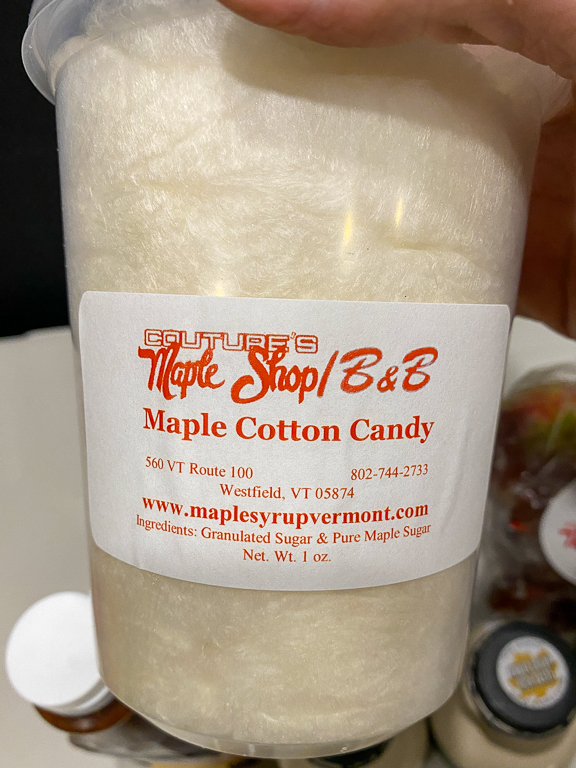 COUTURE'S
Maple Shop/B&B
Maple Cotton Candy
560 VT Route 100 802-744-2733
Westfield, VT 05874
www.maplesyrupvermont.com
Ingredients: Granulated Sugar & Pure Maple Sugar
Net. Wt. 1 oz.